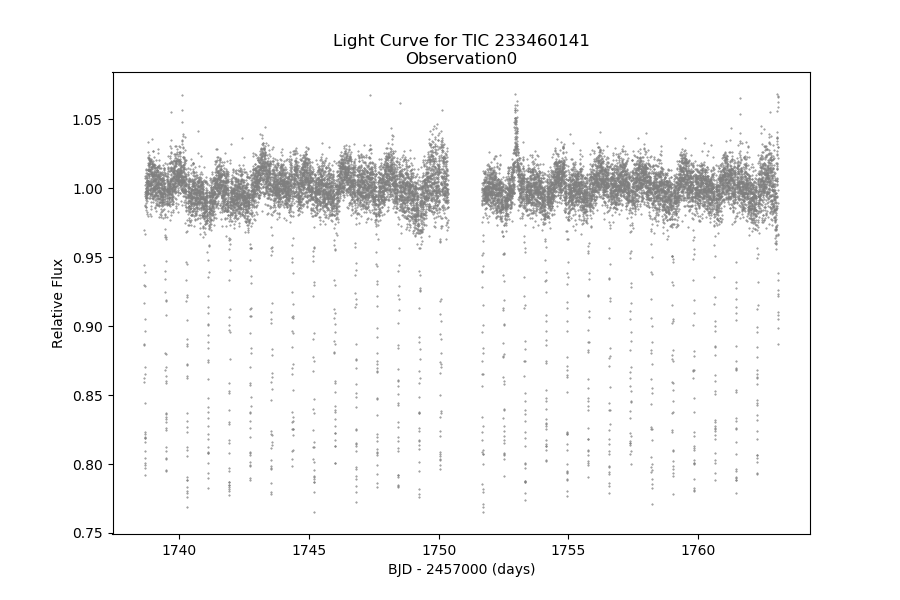 Light Curve for TIC 233460141
Observation0
1.05
1.00
0.95
0.90
0.85
0.80
0.75
Relative Flux
1740 1745 1750 1755 1760
BJD - 2457000 (days)